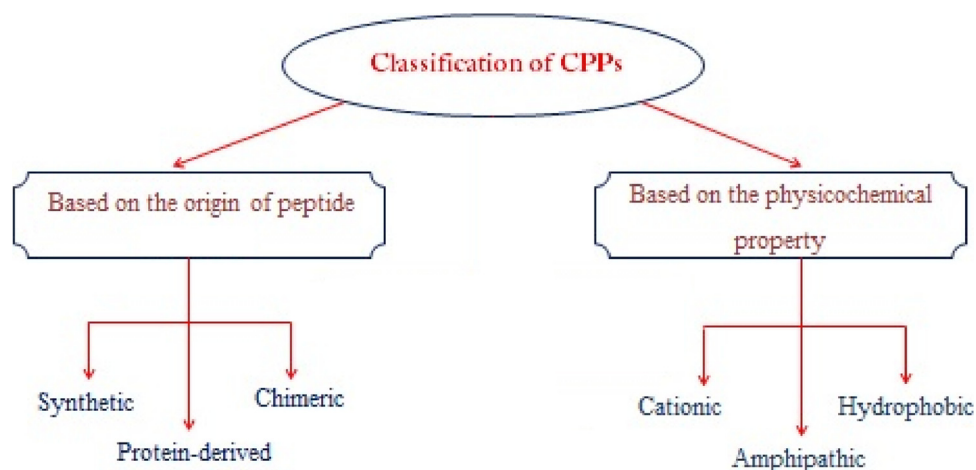 Classification of CPPs
Based on the origin of peptide
Based on the physicochemical
property
Synthetic
Chimeric
Protein-derived
Cationic
Hydrophobic
Amphipathic